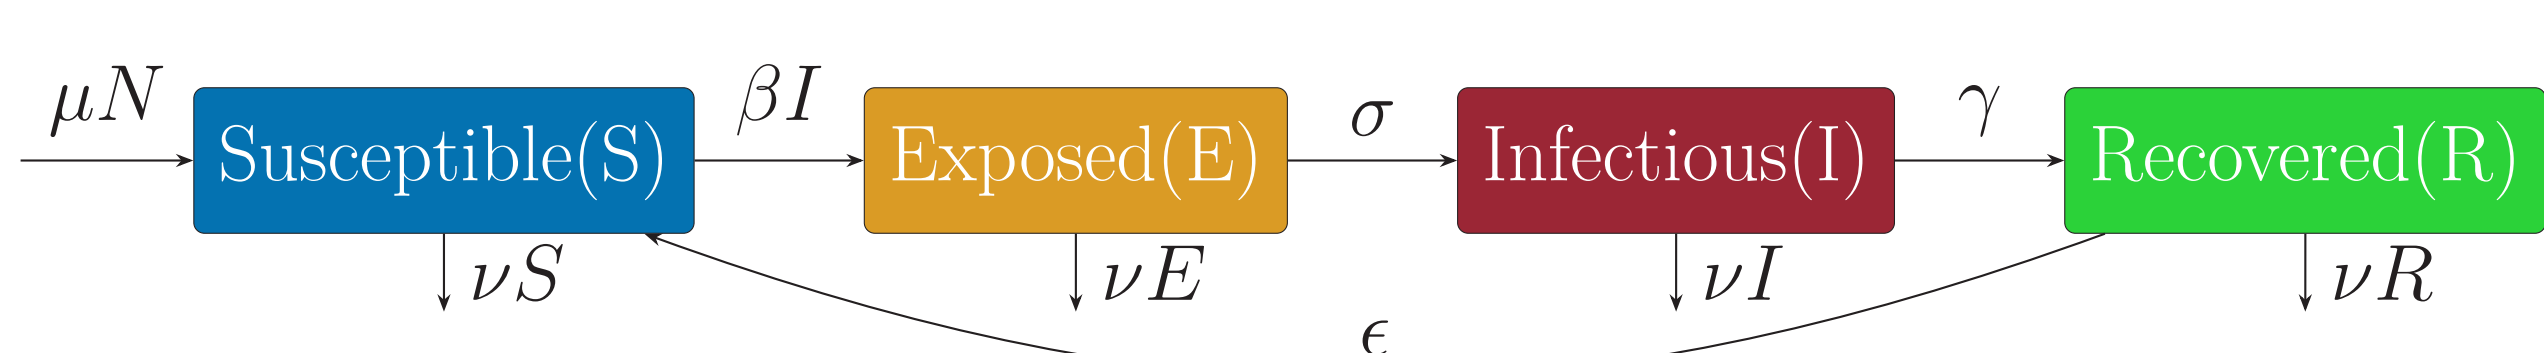 μN βI σ γ
Susceptible(S) Exposed(E) Infectious(I) Recovered(R)
νS νE νI νR
ϵ